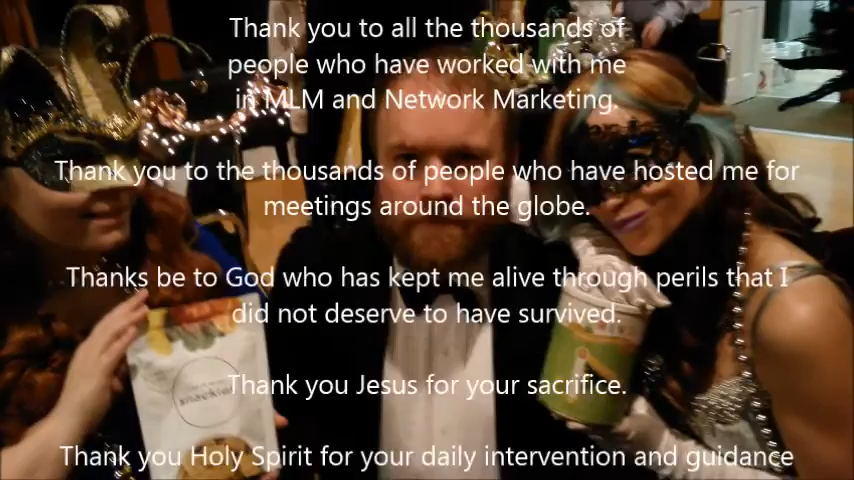 Thank you to all the thousands of
people who have worked with me
in MLM and Network Marketing.
Thank you to the thousands of people who have hosted me for
meetings around the globe.
Thanks be to God who has kept me alive through perils that I
did not deserve to have survived.
Thank you Jesus for your sacrifice.
Thank you Holy Spirit for your daily intervention and guidance